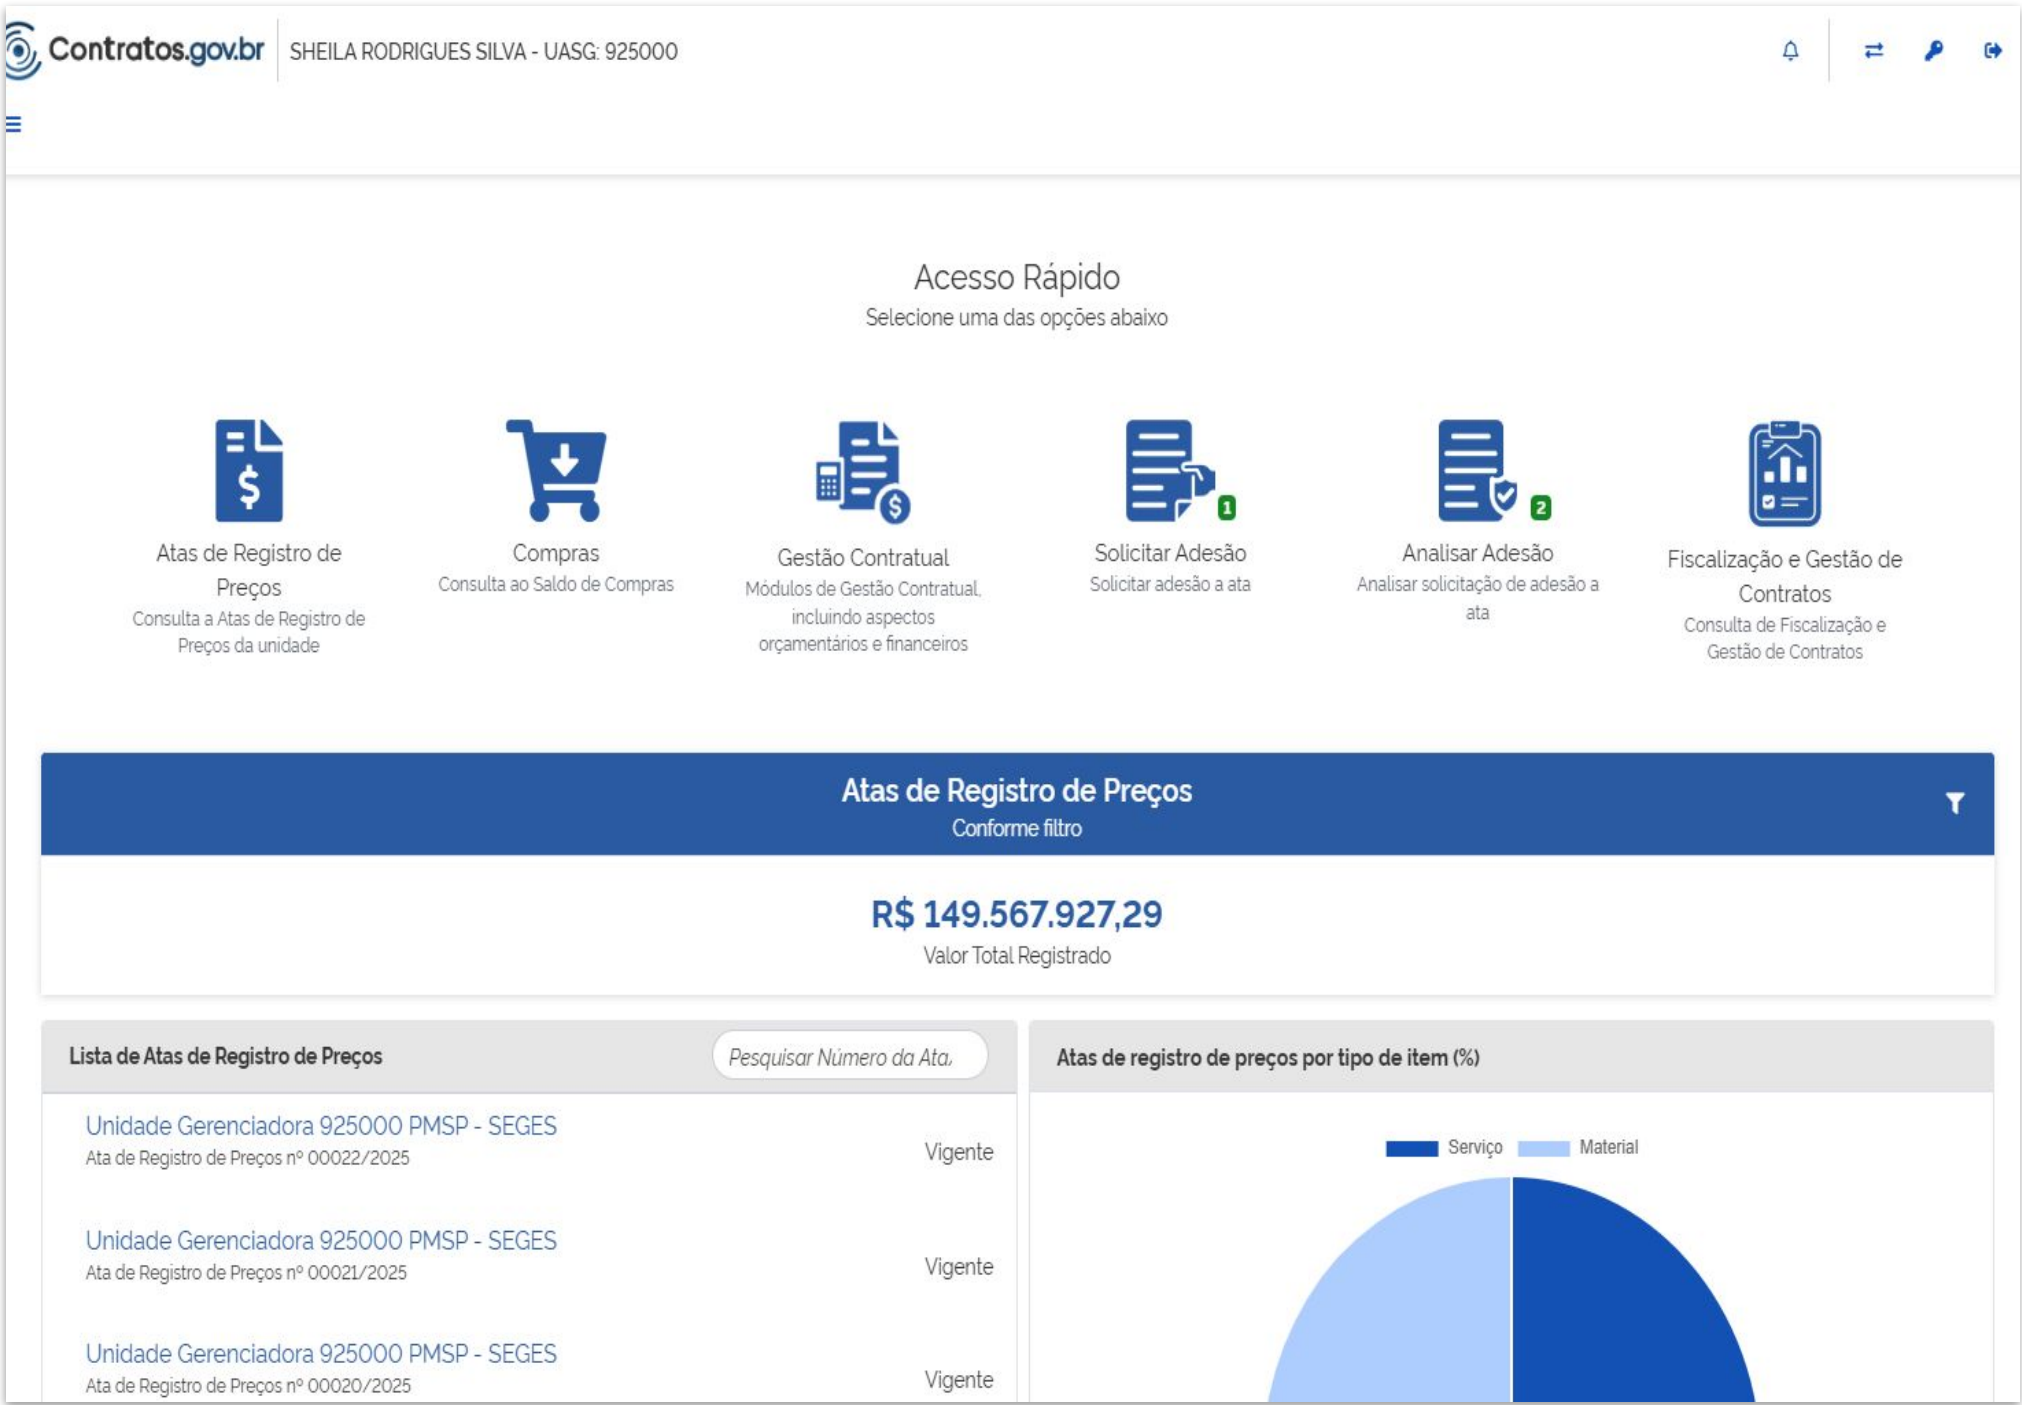 Contratos.gov.br
SHEILA RODRIGUES SILVA - UASG: 925000
Acesso Rápido
Selecione uma das opções abaixo
Atas de Registro de
Preços
Consulta a Atas de Registro de
Preços da unidade
Compras
Consulta ao Saldo de Compras
Gestão Contratual
Módulos de Gestão Contratual,
incluindo aspectos
orçamentários e financeiros
1
Solicitar Adesão
Solicitar adesão a ata
2
Analisar Adesão
Analisar solicitação de adesão a
ata
Fiscalização e Gestão de
Contratos
Consulta de Fiscalização e
Gestão de Contratos
Atas de Registro de Preços
Conforme filtro
R$ 149.567.927,29
Valor Total Registrado
Lista de Atas de Registro de Preços
Pesquisar Número da Ata,
Unidade Gerenciadora 925000 PMSP - SEGES
Ata de Registro de Preços nº 00022/2025
Vigente
Unidade Gerenciadora 925000 PMSP - SEGES
Ata de Registro de Preços nº 00021/2025
Vigente
Unidade Gerenciadora 925000 PMSP - SEGES
Ata de Registro de Preços nº 00020/2025
Vigente
Atas de registro de preços por tipo de item (%)
Serviço
Material